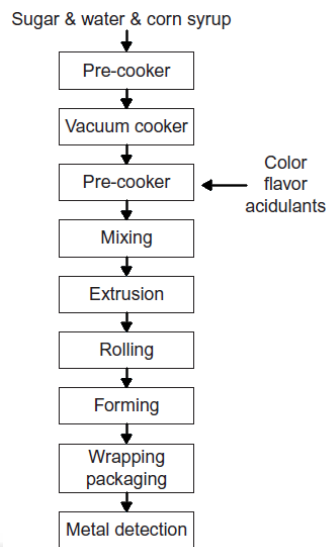 Sugar & water & corn syrup
Pre-cooker
Vacuum cooker
Pre-cooker
Color
flavor
acidulants
Mixing
Extrusion
Rolling
Forming
Wrapping
packaging
Metal detection